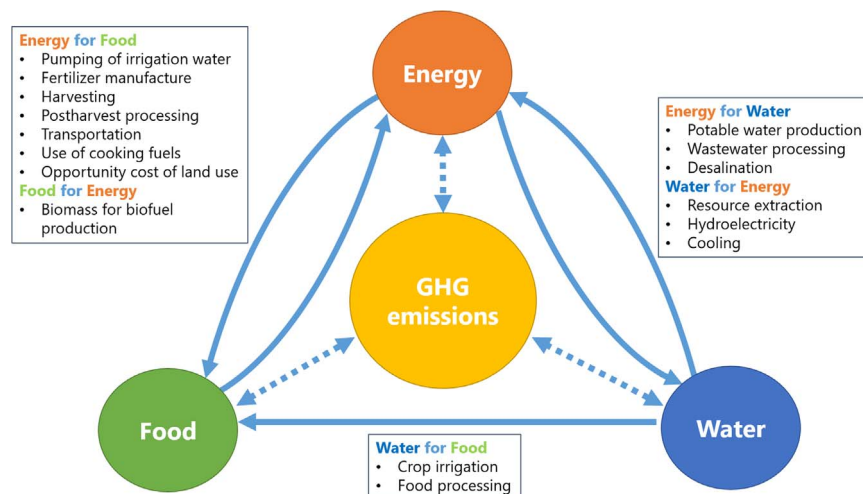 Energy for Food
• Pumping of irrigation water
• Fertilizer manufacture
• Harvesting
• Postharvest processing
• Transportation
• Use of cooking fuels
• Opportunity cost of land use
Food for Energy
• Biomass for biofuel
production
Energy
Energy for Water
• Potable water production
• Wastewater processing
• Desalination
Water for Energy
• Resource extraction
• Hydroelectricity
• Cooling
GHG
emissions
Food
Water
Water for Food
• Crop irrigation
• Food processing